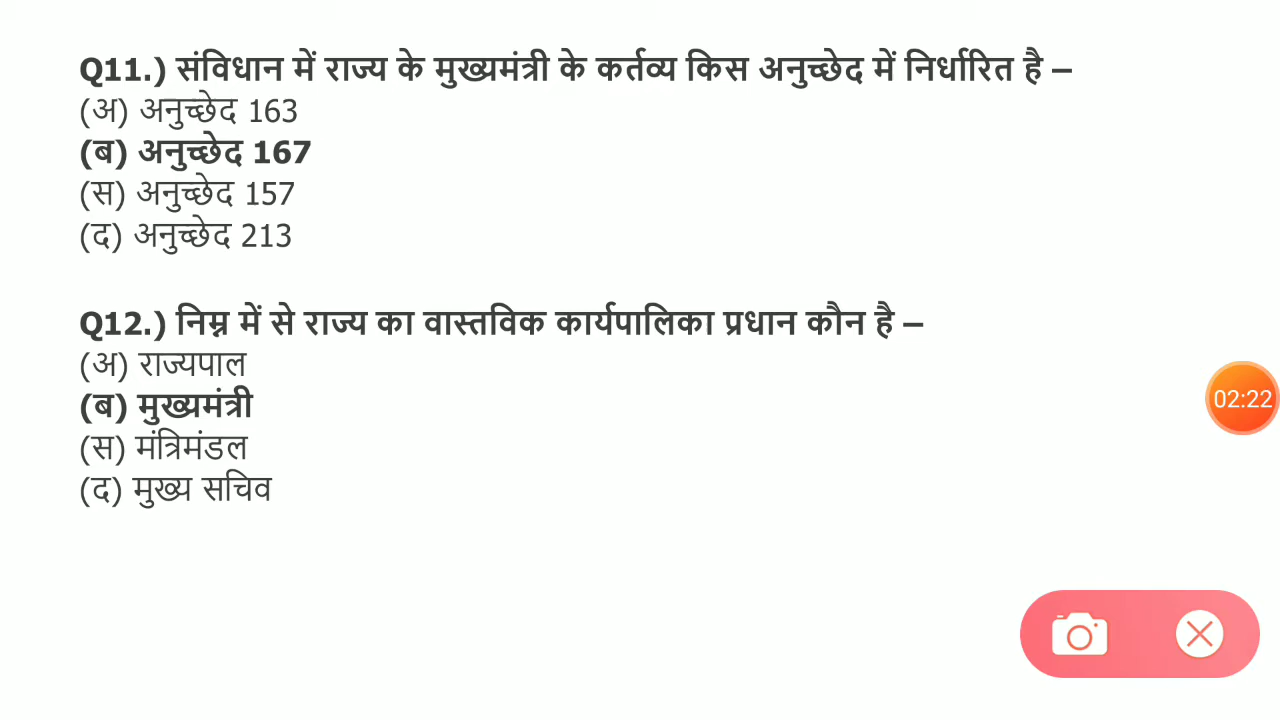 Q11.) संविधान में राज्य के मुख्यमंत्री के कर्तव्य किस अनुच्छेद में निर्धारित है –
(अ) अनुच्छेद 163
(ब) अनुच्छेद 167
(स) अनुच्छेद 157
(द) अनुच्छेद 213
Q12.) निम्न में से राज्य का वास्तविक कार्यपालिका प्रधान कौन है –
(अ) राज्यपाल
(ब) मुख्यमंत्री
(स) मंत्रिमंडल
(द) मुख्य सचिव
02:22